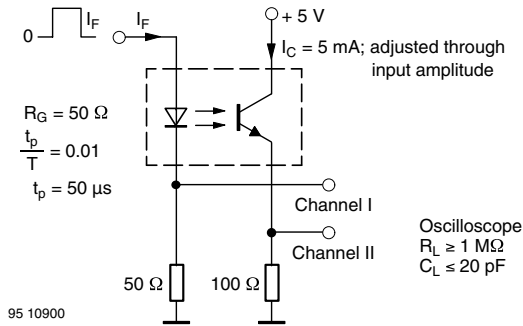 0
I_F
I_F
+ 5 V
I_C = 5 mA; adjusted through
input amplitude
R_G = 50 Ω
t_p
T
= 0.01
t_p = 50 µs
Channel I
Channel II
50 Ω
100 Ω
Oscilloscope
R_L ≥ 1 MΩ
C_L ≤ 20 pF
95 10900